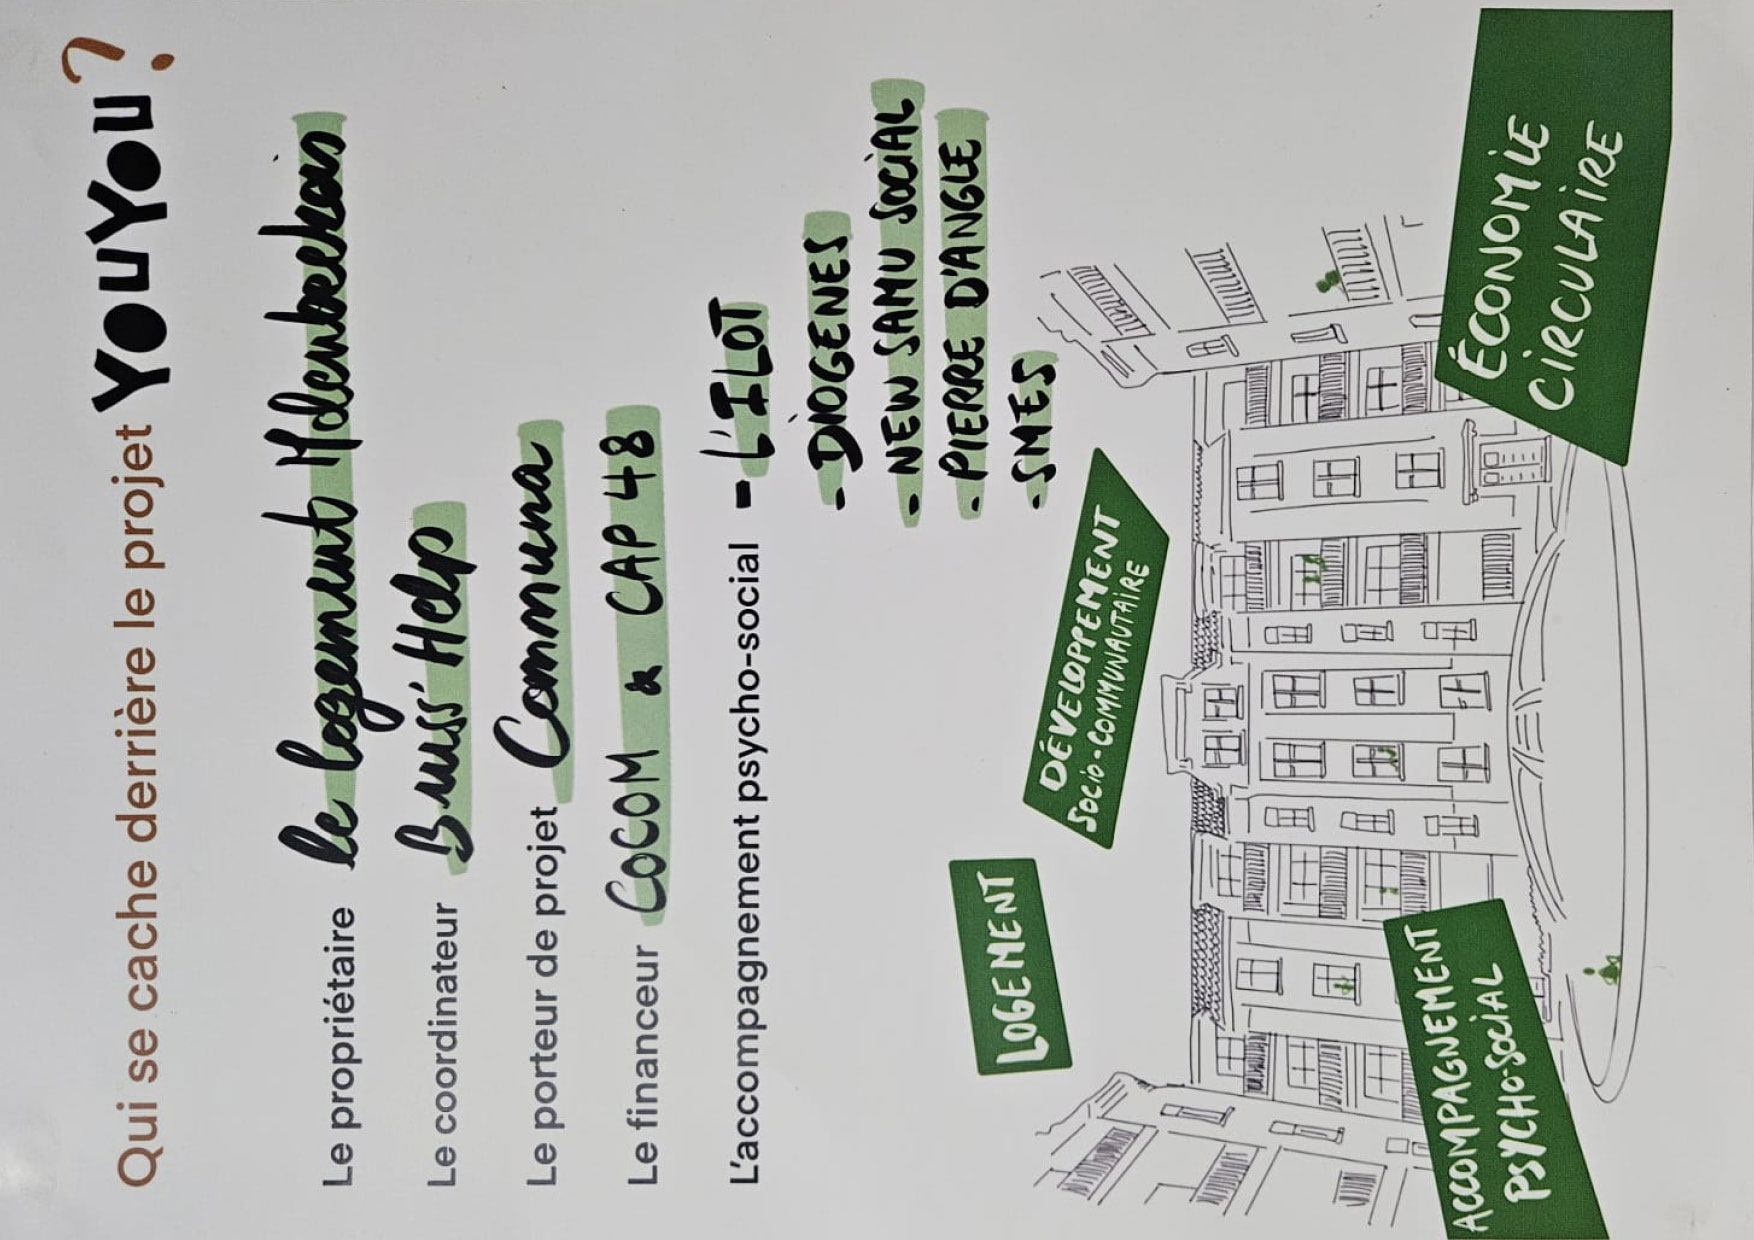 Qui se cache derrière le projet YouYou?
Le propriétaire le logement Molenbeekois
Le coordinateur Bruss'Help
Le porteur de projet Communa
Le financeur COCOM & CAP 48
L'accompagnement psycho-social - L'ILOT
- DIOGENES
- NEW SAMU SOCIAL
- PIERRE D'ANGLE
- SMES
LOGEMENT
DÉVELOPPEMENT
SOCIO-COMMUNAUTAIRE
ACCOMPAGNEMENT
PSYCHO-SOCIAL
ÉCONOMIE
CIRCULAIRE